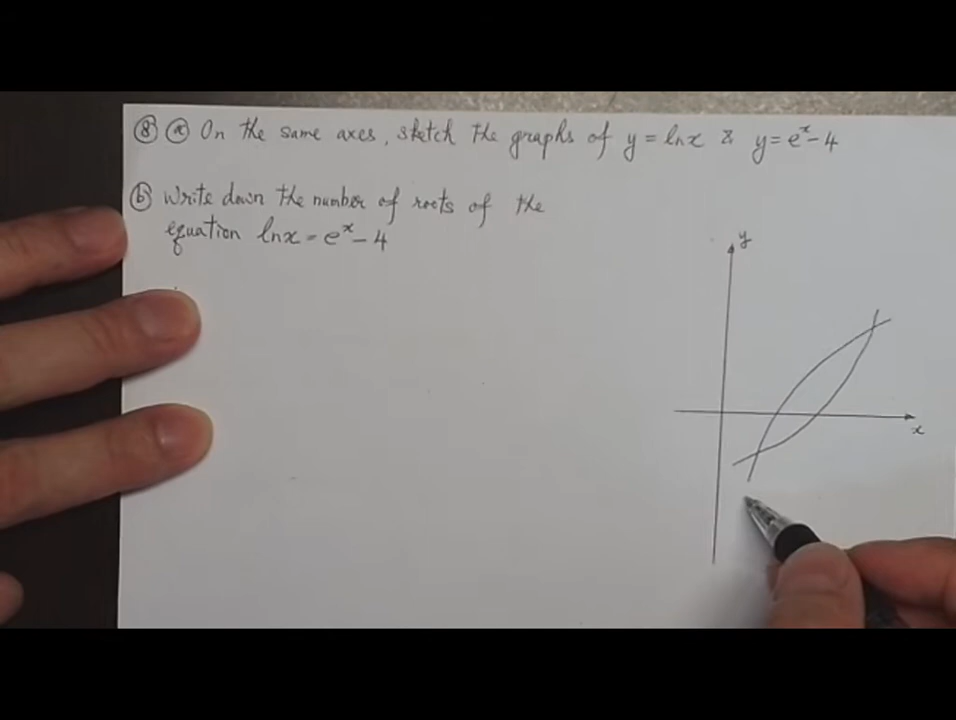 ⑧ ⓐ On the same axes, sketch the graphs of y = ln x & y = eˣ - 4
ⓑ Write down the number of roots of the
equation ln x = eˣ - 4
y
x